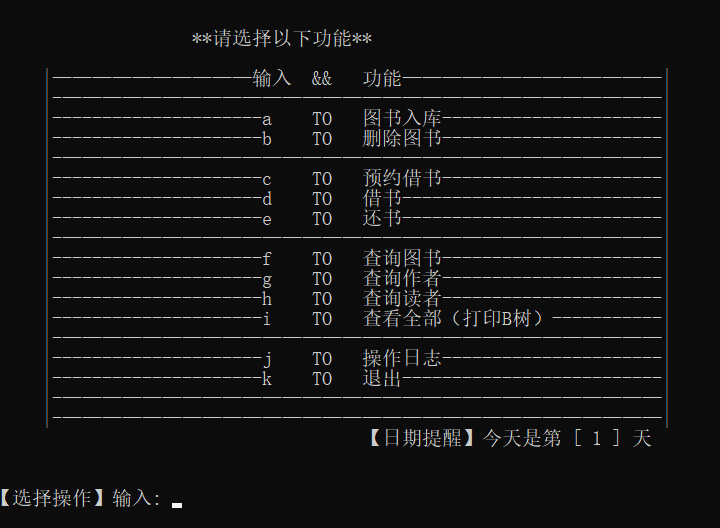 **请选择以下功能**
输入 && 功能
a TO 图书入库
b TO 删除图书
c TO 预约借书
d TO 借书
e TO 还书
f TO 查询图书
g TO 查询作者
h TO 查询读者
i TO 查看全部（打印B树）
j TO 操作日志
k TO 退出
【日期提醒】今天是第 [ 1 ] 天
【选择操作】输入: